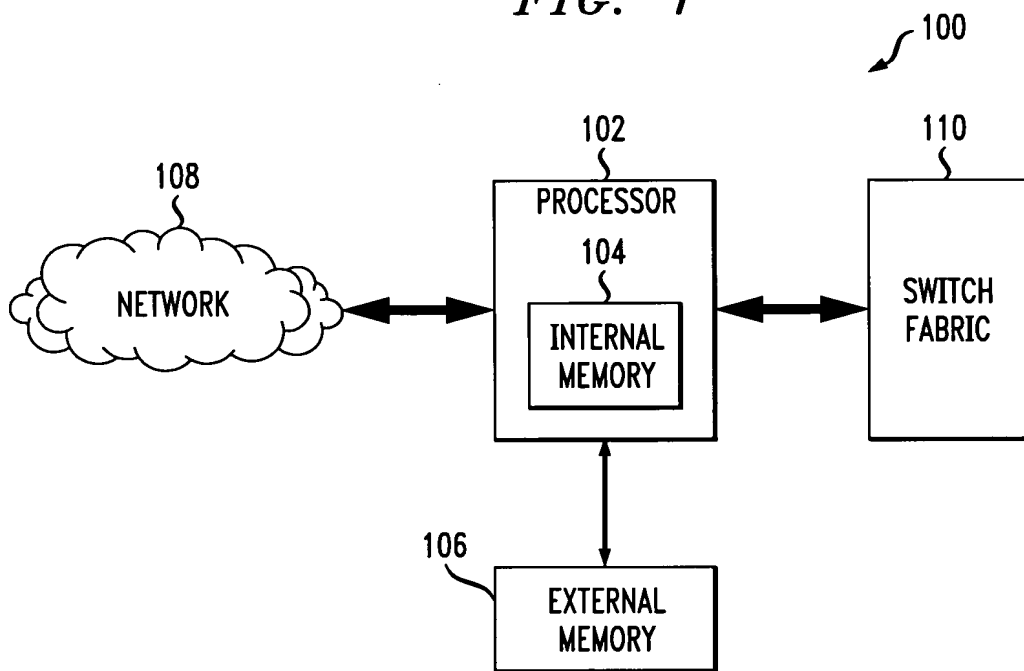 FIG. 1
100
102
110
108
PROCESSOR
104
NETWORK
INTERNAL
MEMORY
SWITCH
FABRIC
106
EXTERNAL
MEMORY